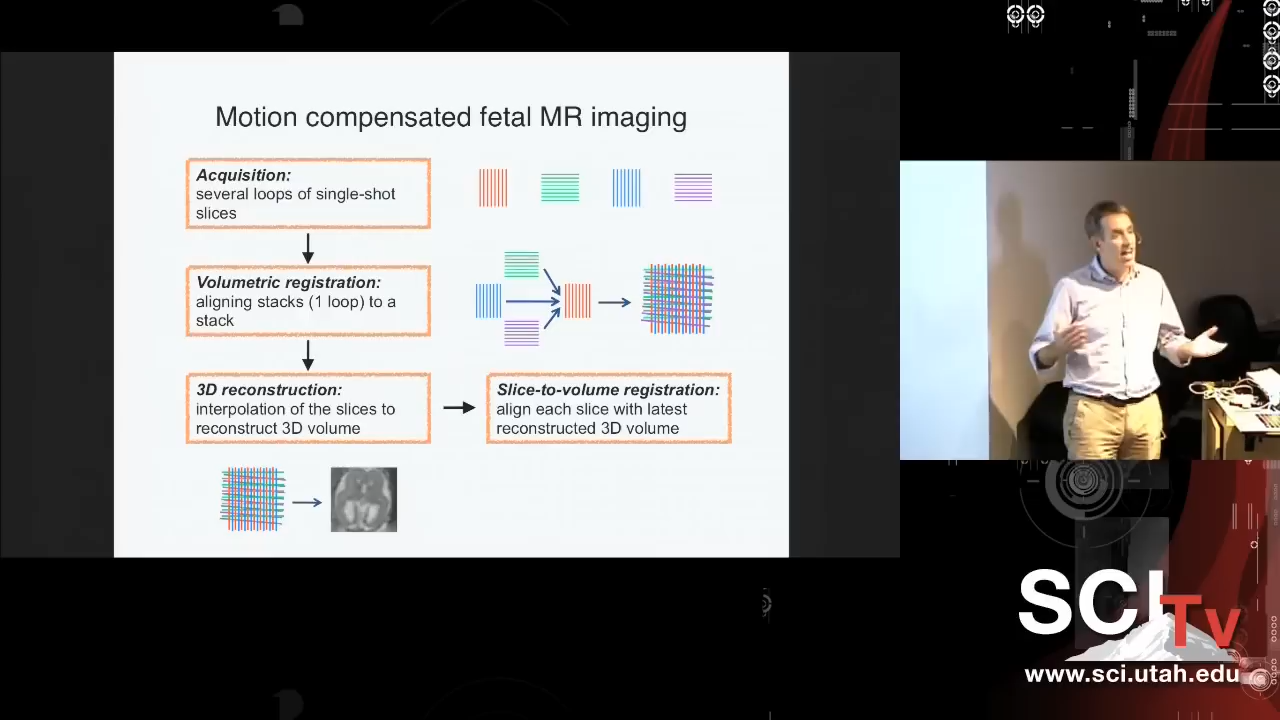 Motion compensated fetal MR imaging
Acquisition:
several loops of single-shot
slices
Volumetric registration:
aligning stacks (1 loop) to a
stack
3D reconstruction:
interpolation of the slices to
reconstruct 3D volume
Slice-to-volume registration:
align each slice with latest
reconstructed 3D volume
SCI
Tv
www.sci.utah.edu